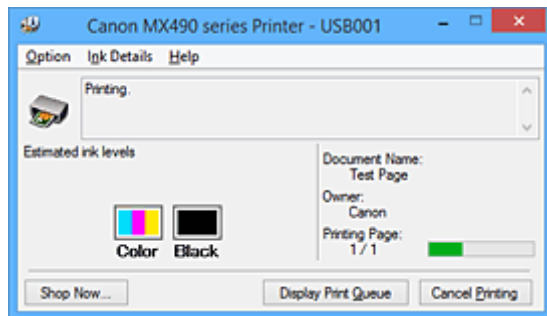 Canon MX490 series Printer - USB001
Option Ink Details Help
Printing.
Estimated ink levels
Document Name:
Test Page
Owner:
Canon
Printing Page:
1 / 1
Color Black
Shop Now... Display Print Queue Cancel Printing